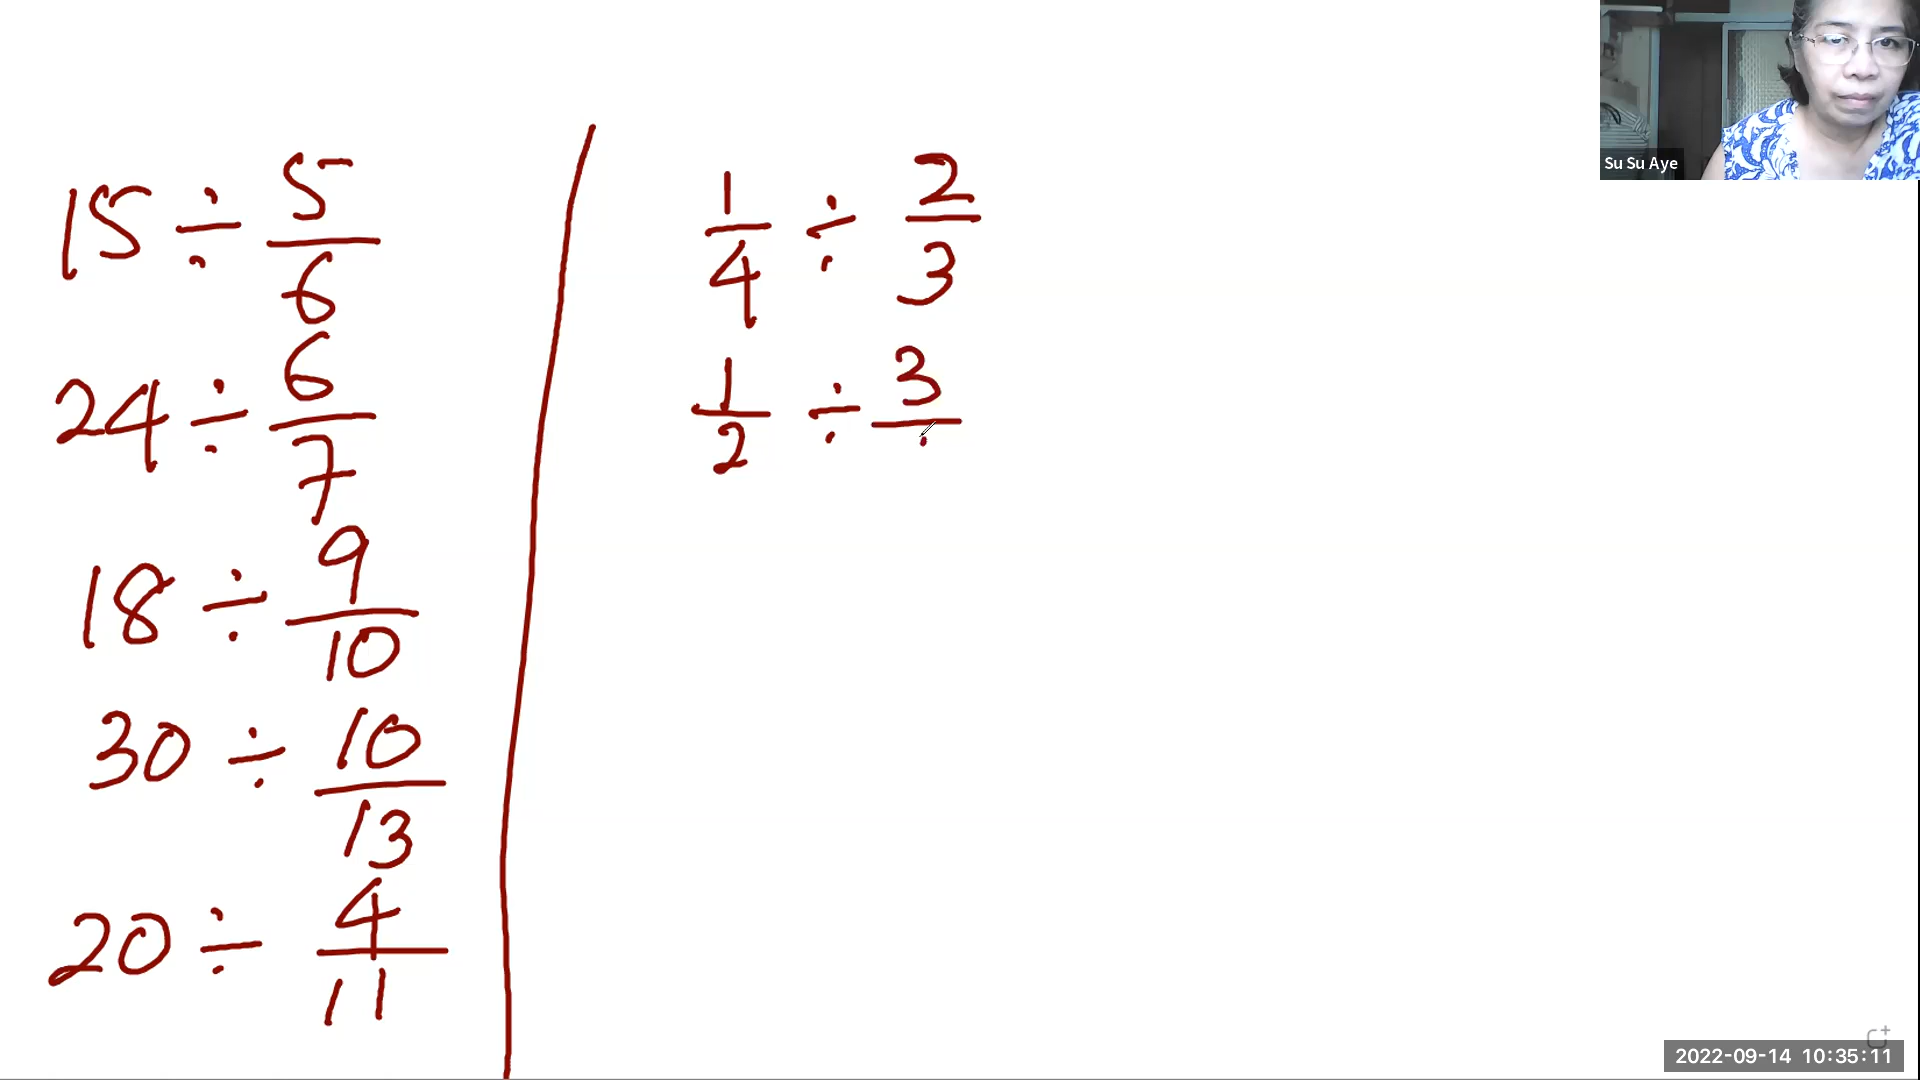 15 ÷ 5/6
24 ÷ 6/7
18 ÷ 9/10
30 ÷ 10/13
20 ÷ 4/11
1/4 ÷ 2/3
1/2 ÷ 3/
Su Su Aye
2022-09-14 10:35:11